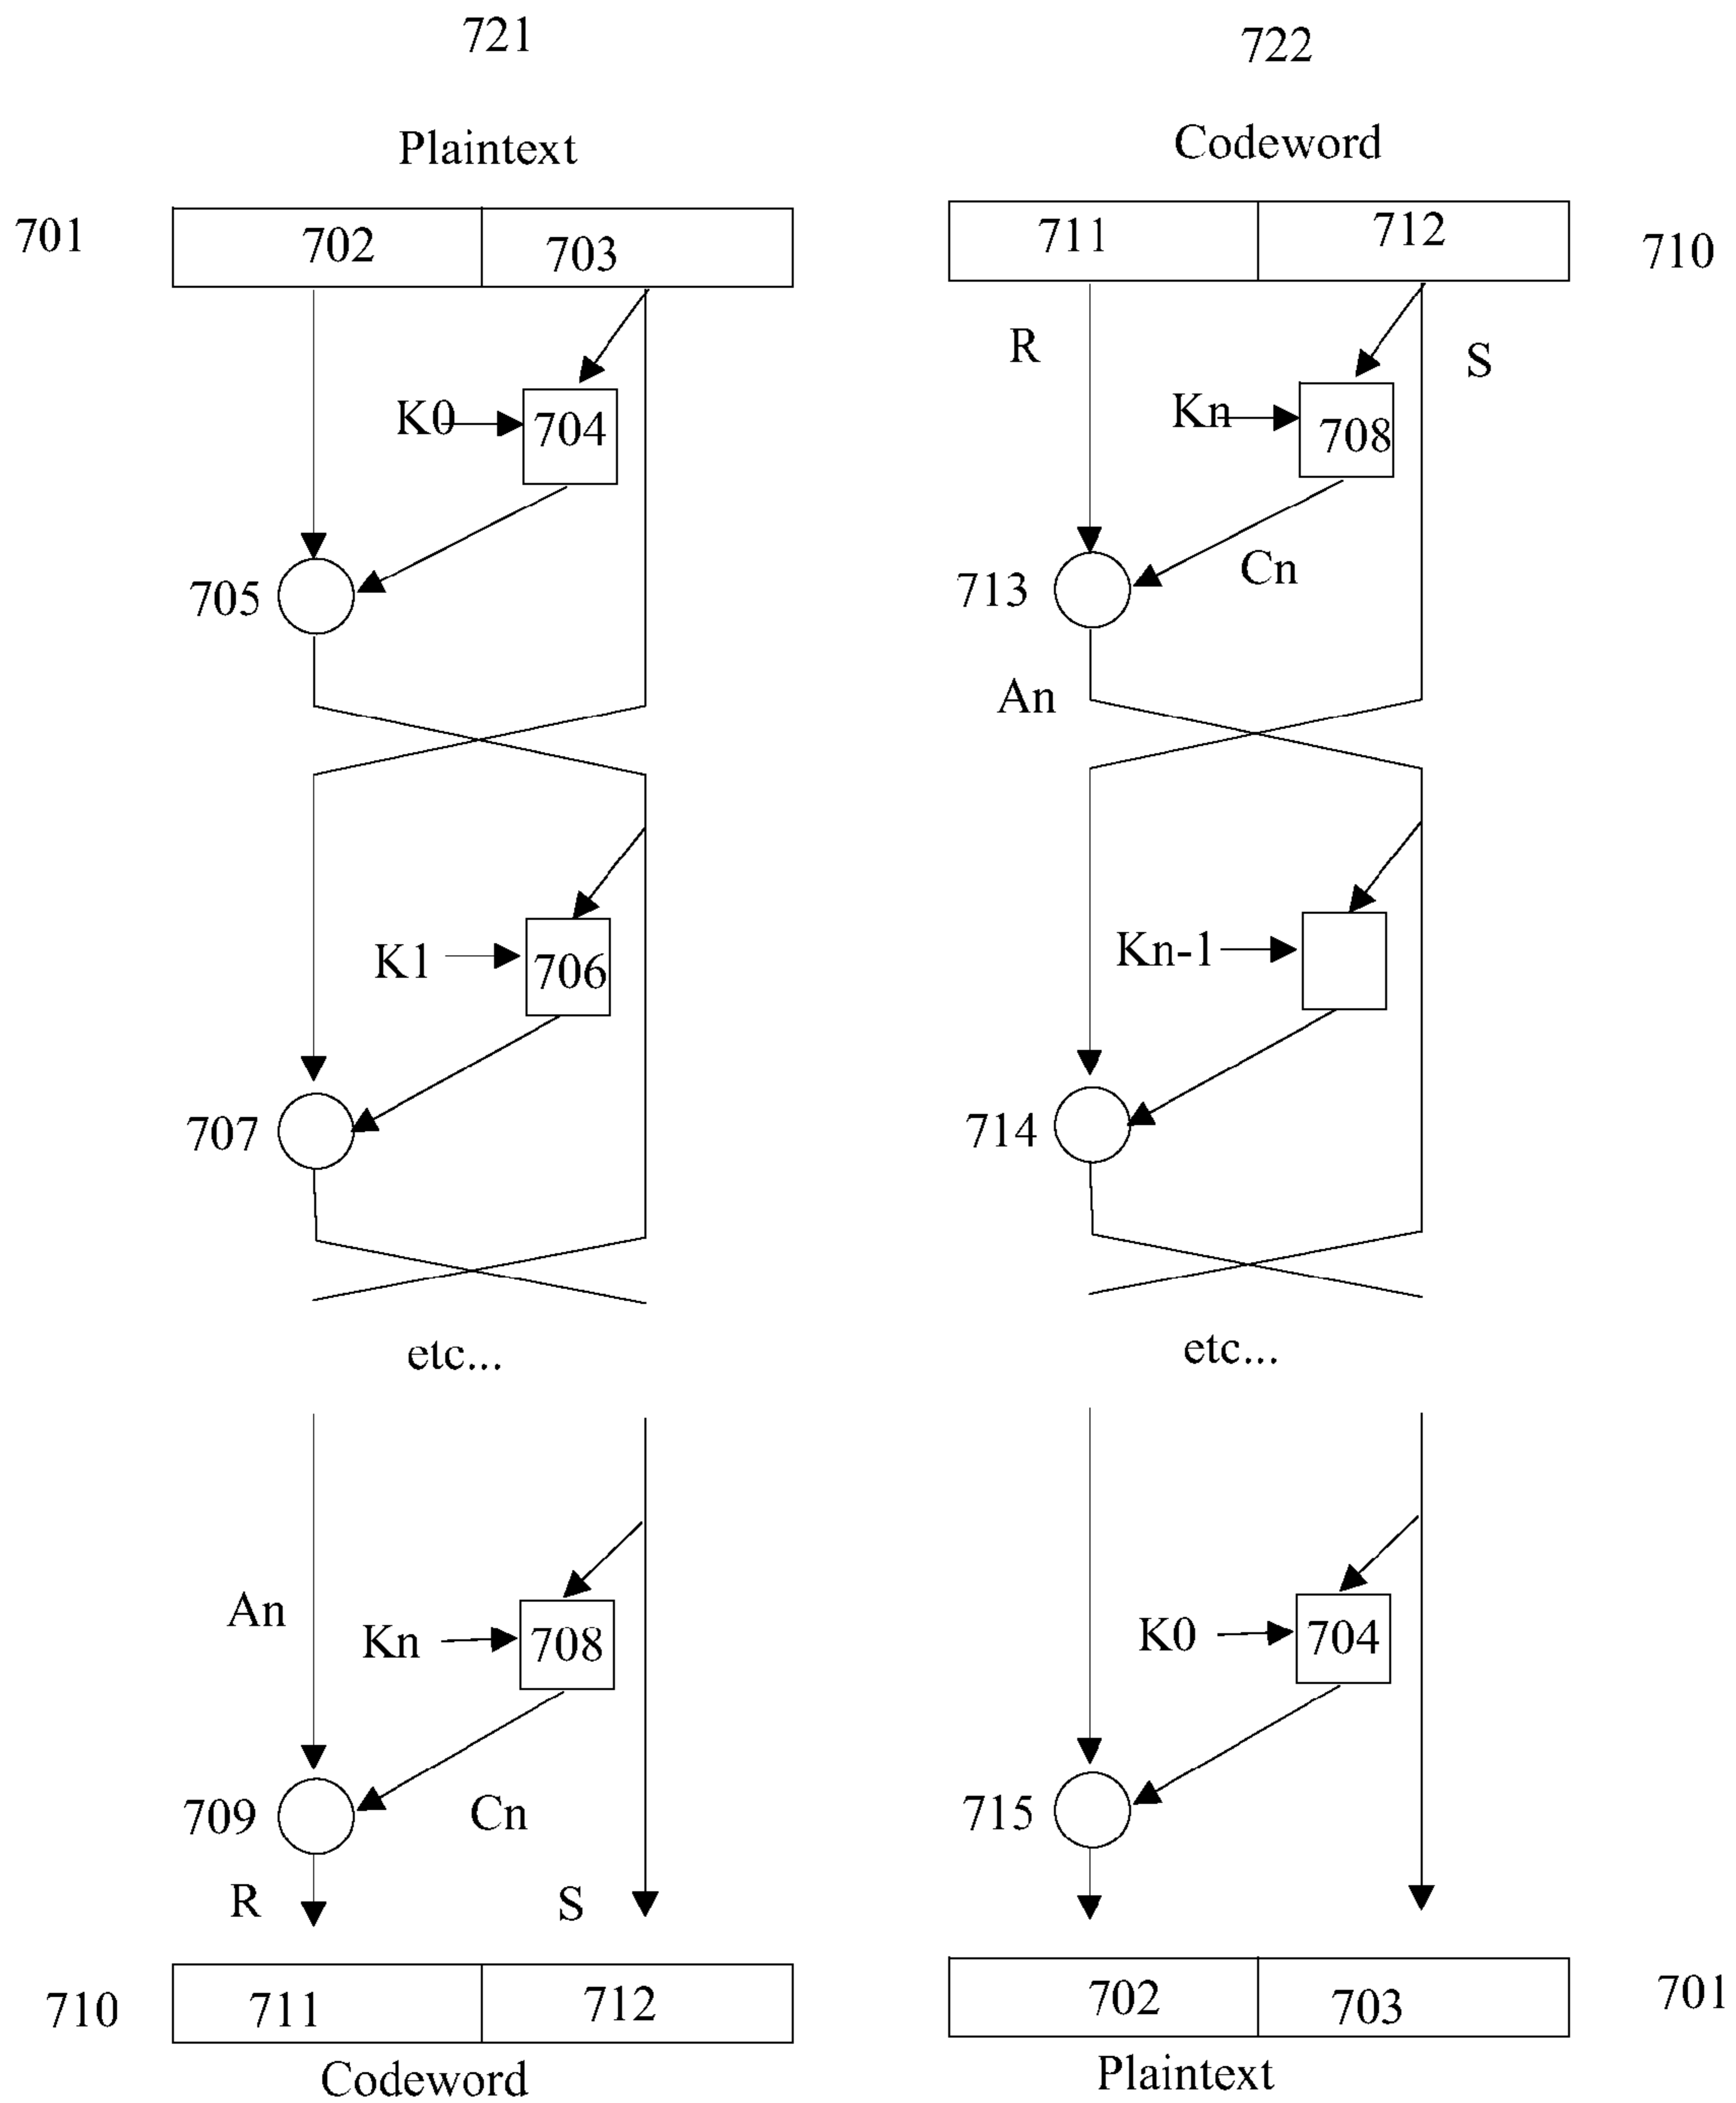 721
Plaintext
701
702 703
K0
704
705
K1
706
707
etc...
An
Kn
708
709
Cn
R
S
710
711 712
Codeword
722
Codeword
711 712
710
R
S
Kn
708
713
Cn
An
Kn-1
714
etc...
K0
704
715
702 703
701
Plaintext